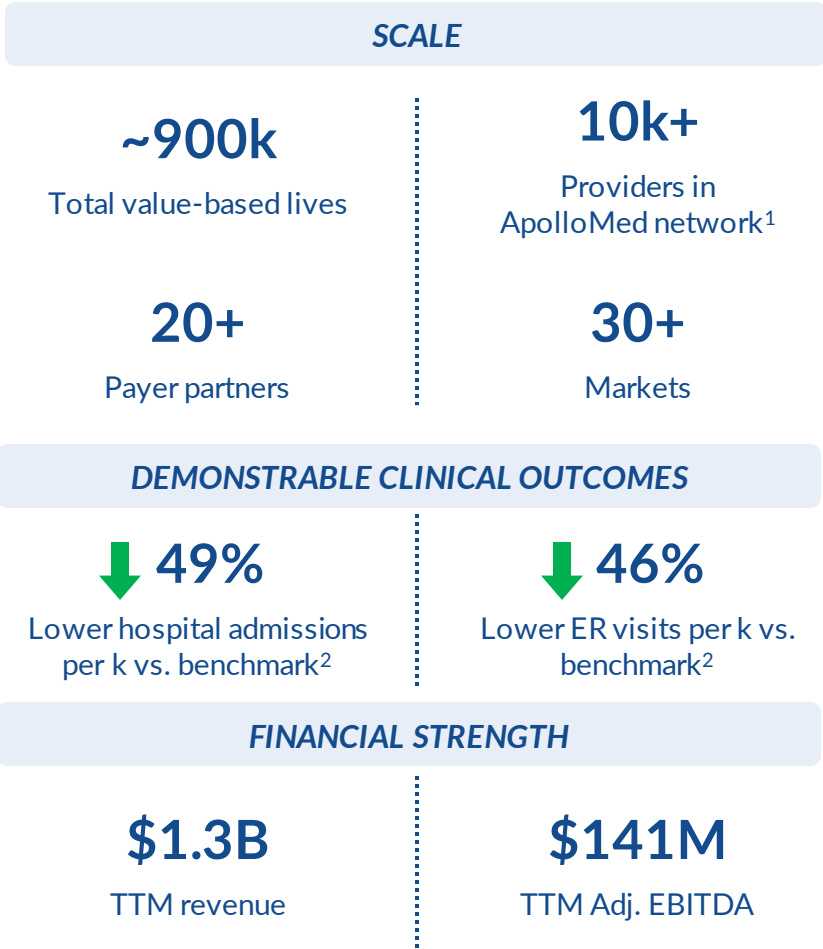 SCALE
~900k
Total value-based lives
10k+
Providers in
ApolloMed network¹
20+
Payer partners
30+
Markets
DEMONSTRABLE CLINICAL OUTCOMES
49%
Lower hospital admissions
per k vs. benchmark²
46%
Lower ER visits per k vs.
benchmark²
FINANCIAL STRENGTH
$1.3B
TTM revenue
$141M
TTM Adj. EBITDA